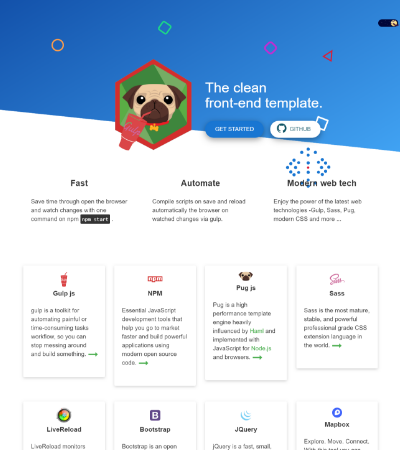 The clean
front-end template.
GET STARTED
GITHUB
Fast
Save time through open the browser
and watch changes with one
command on npm npm start .
Automate
Compile scripts on save and reload
automatically the browser on
watched changes via gulp.
Modern web tech
Enjoy the power of the latest web
technologies -Gulp, Sass, Pug,
modern CSS and more ...
Gulp js
gulp is a toolkit for
automating painful or
time-consuming tasks
workflow, so you can
stop messing around
and build something.
npm
NPM
Essential JavaScript
development tools that
help you go to market
faster and build powerful
applications using
modern open source
code.
Pug js
Pug is a high
performance template
engine heavily
influenced by Haml and
implemented with
JavaScript for Node.js
and browsers.
Sass
Sass
Sass is the most mature,
stable, and powerful
professional grade CSS
extension language in
the world.
LiveReload
LiveReload monitors
B
Bootstrap
Bootstrap is an open
JQuery
jQuery is a fast, small,
Mapbox
Explore. Move. Connect.